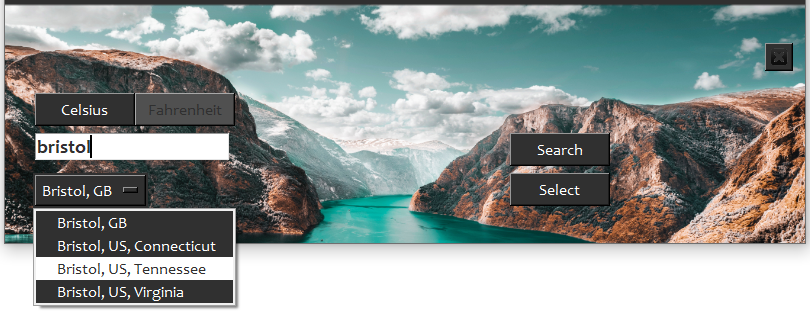 Celsius Fahrenheit
bristol
Search
Bristol, GB
Select
Bristol, GB
Bristol, US, Connecticut
Bristol, US, Tennessee
Bristol, US, Virginia